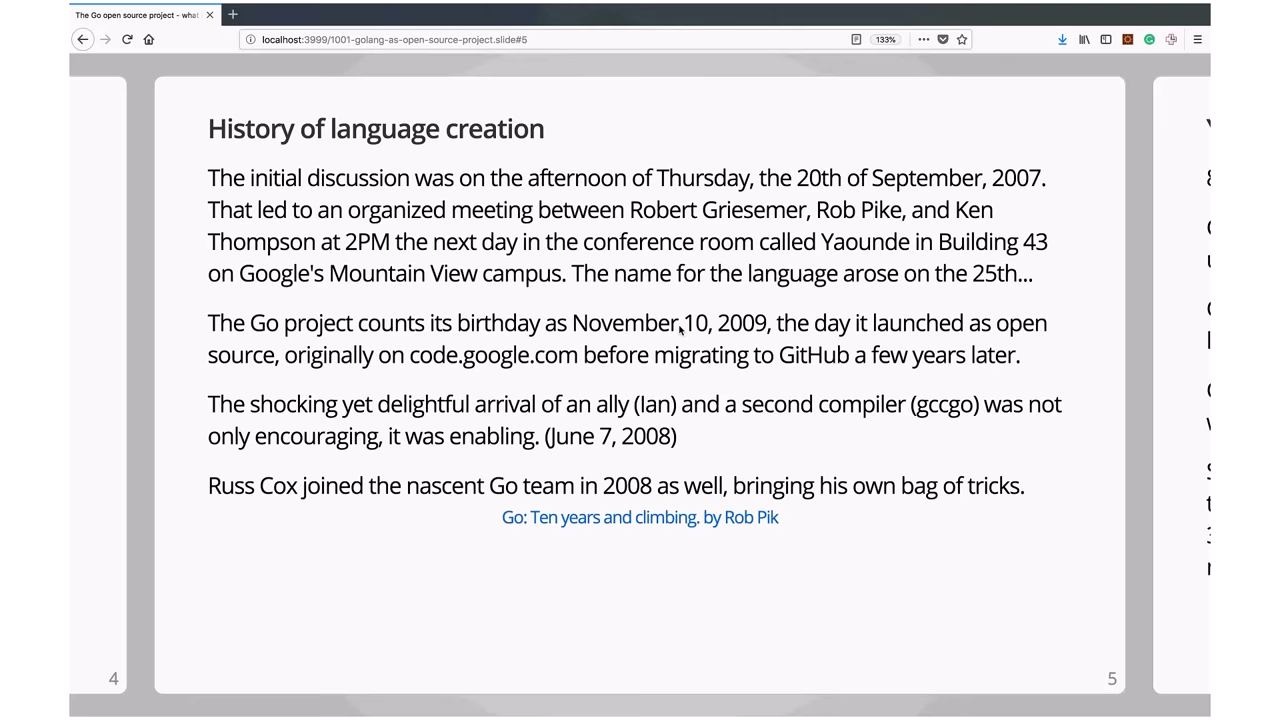 The Go open source project - what
localhost:3999/1001-golang-as-open-source-project.slide#5
133%
History of language creation
The initial discussion was on the afternoon of Thursday, the 20th of September, 2007.
That led to an organized meeting between Robert Griesemer, Rob Pike, and Ken
Thompson at 2PM the next day in the conference room called Yaounde in Building 43
on Google's Mountain View campus. The name for the language arose on the 25th...
The Go project counts its birthday as November 10, 2009, the day it launched as open
source, originally on code.google.com before migrating to GitHub a few years later.
The shocking yet delightful arrival of an ally (Ian) and a second compiler (gccgo) was not
only encouraging, it was enabling. (June 7, 2008)
Russ Cox joined the nascent Go team in 2008 as well, bringing his own bag of tricks.
Go: Ten years and climbing. by Rob Pik
4
5